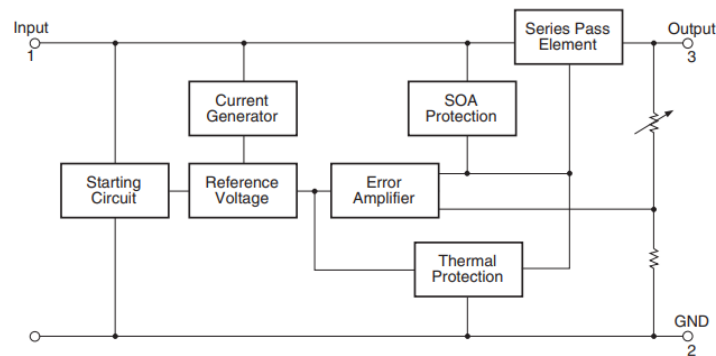 Input
1
Series Pass
Element
Output
3
Current
Generator
SOA
Protection
Starting
Circuit
Reference
Voltage
Error
Amplifier
Thermal
Protection
GND
2